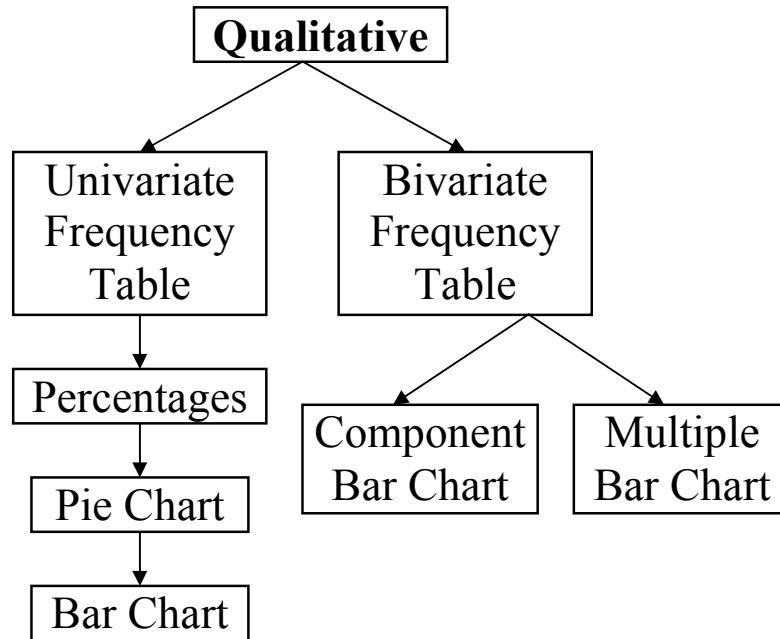 Qualitative
Univariate
Frequency
Table
Bivariate
Frequency
Table
Percentages
Component
Bar Chart
Multiple
Bar Chart
Pie Chart
Bar Chart